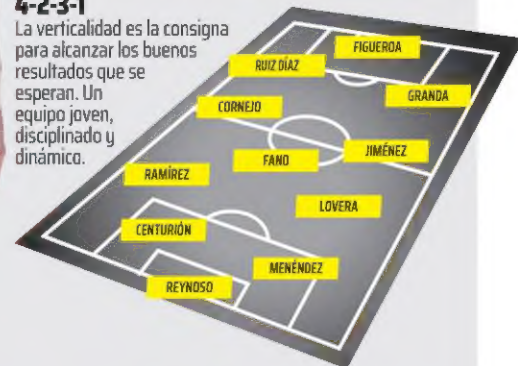 4-2-3-1
La verticalidad es la consigna
para alcanzar los buenos
resultados que se
esperan. Un
equipo joven,
disciplinado y
dinámico.
FIGUEROA
RUIZ DÍAZ
GRANDA
CORNEJO
JIMÉNEZ
FANO
RAMÍREZ
LOVERA
CENTURIÓN
MENÉNDEZ
REYNOSO